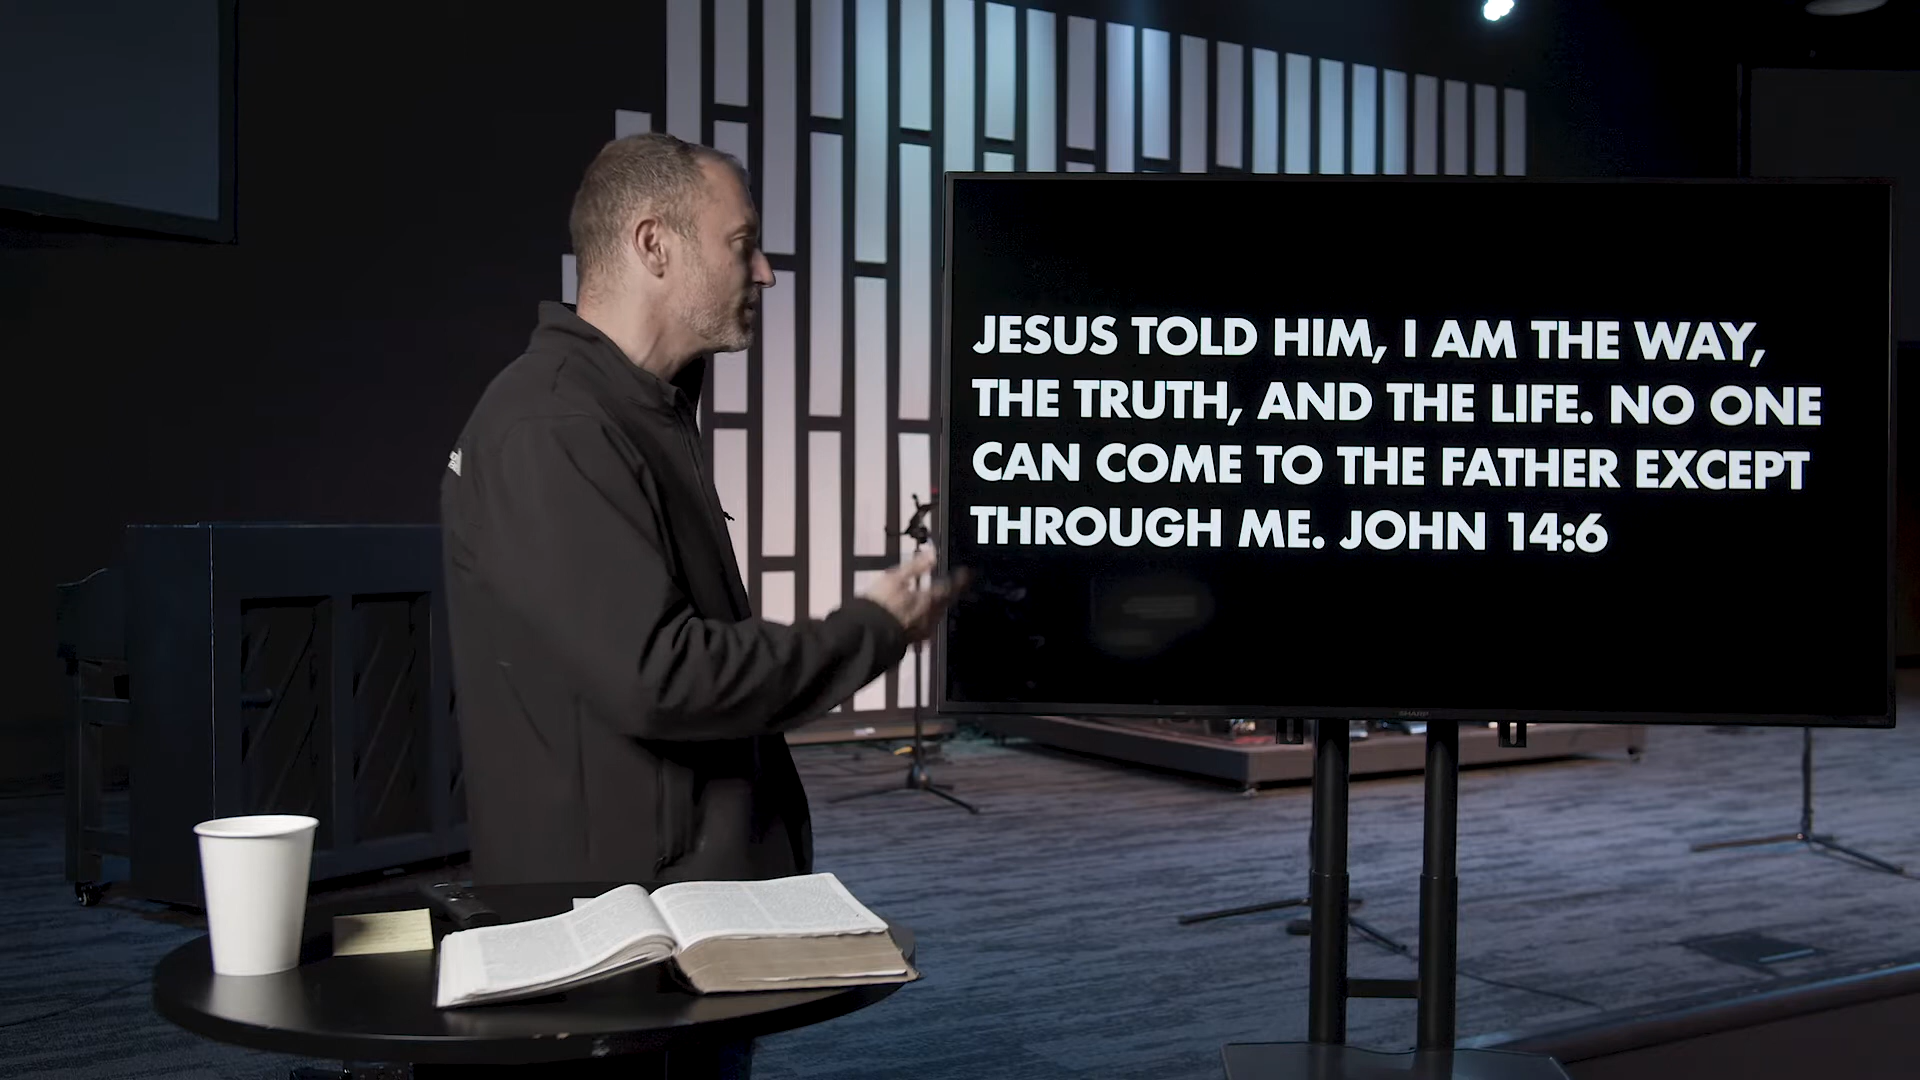 JESUS TOLD HIM, I AM THE WAY,
THE TRUTH, AND THE LIFE. NO ONE
CAN COME TO THE FATHER EXCEPT
THROUGH ME. JOHN 14:6
SHARP